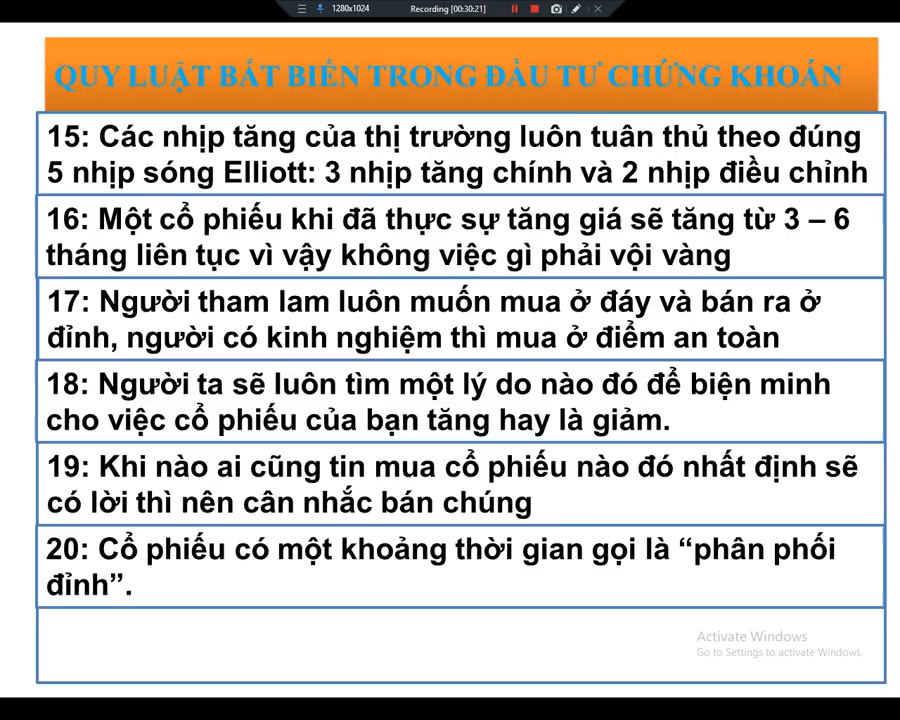 1280x1024
Recording [00:30:21]
QUY LUẬT BẤT BIẾN TRONG ĐẦU TƯ CHỨNG KHOÁN
15: Các nhịp tăng của thị trường luôn tuân thủ theo đúng
5 nhịp sóng Elliott: 3 nhịp tăng chính và 2 nhịp điều chỉnh
16: Một cổ phiếu khi đã thực sự tăng giá sẽ tăng từ 3 – 6
tháng liên tục vì vậy không việc gì phải vội vàng
17: Người tham lam luôn muốn mua ở đáy và bán ra ở
đỉnh, người có kinh nghiệm thì mua ở điểm an toàn
18: Người ta sẽ luôn tìm một lý do nào đó để biện minh
cho việc cổ phiếu của bạn tăng hay là giảm.
19: Khi nào ai cũng tin mua cổ phiếu nào đó nhất định sẽ
có lời thì nên cân nhắc bán chúng
20: Cổ phiếu có một khoảng thời gian gọi là “phân phối
đỉnh”.
Activate Windows
Go to Settings to activate Windows.